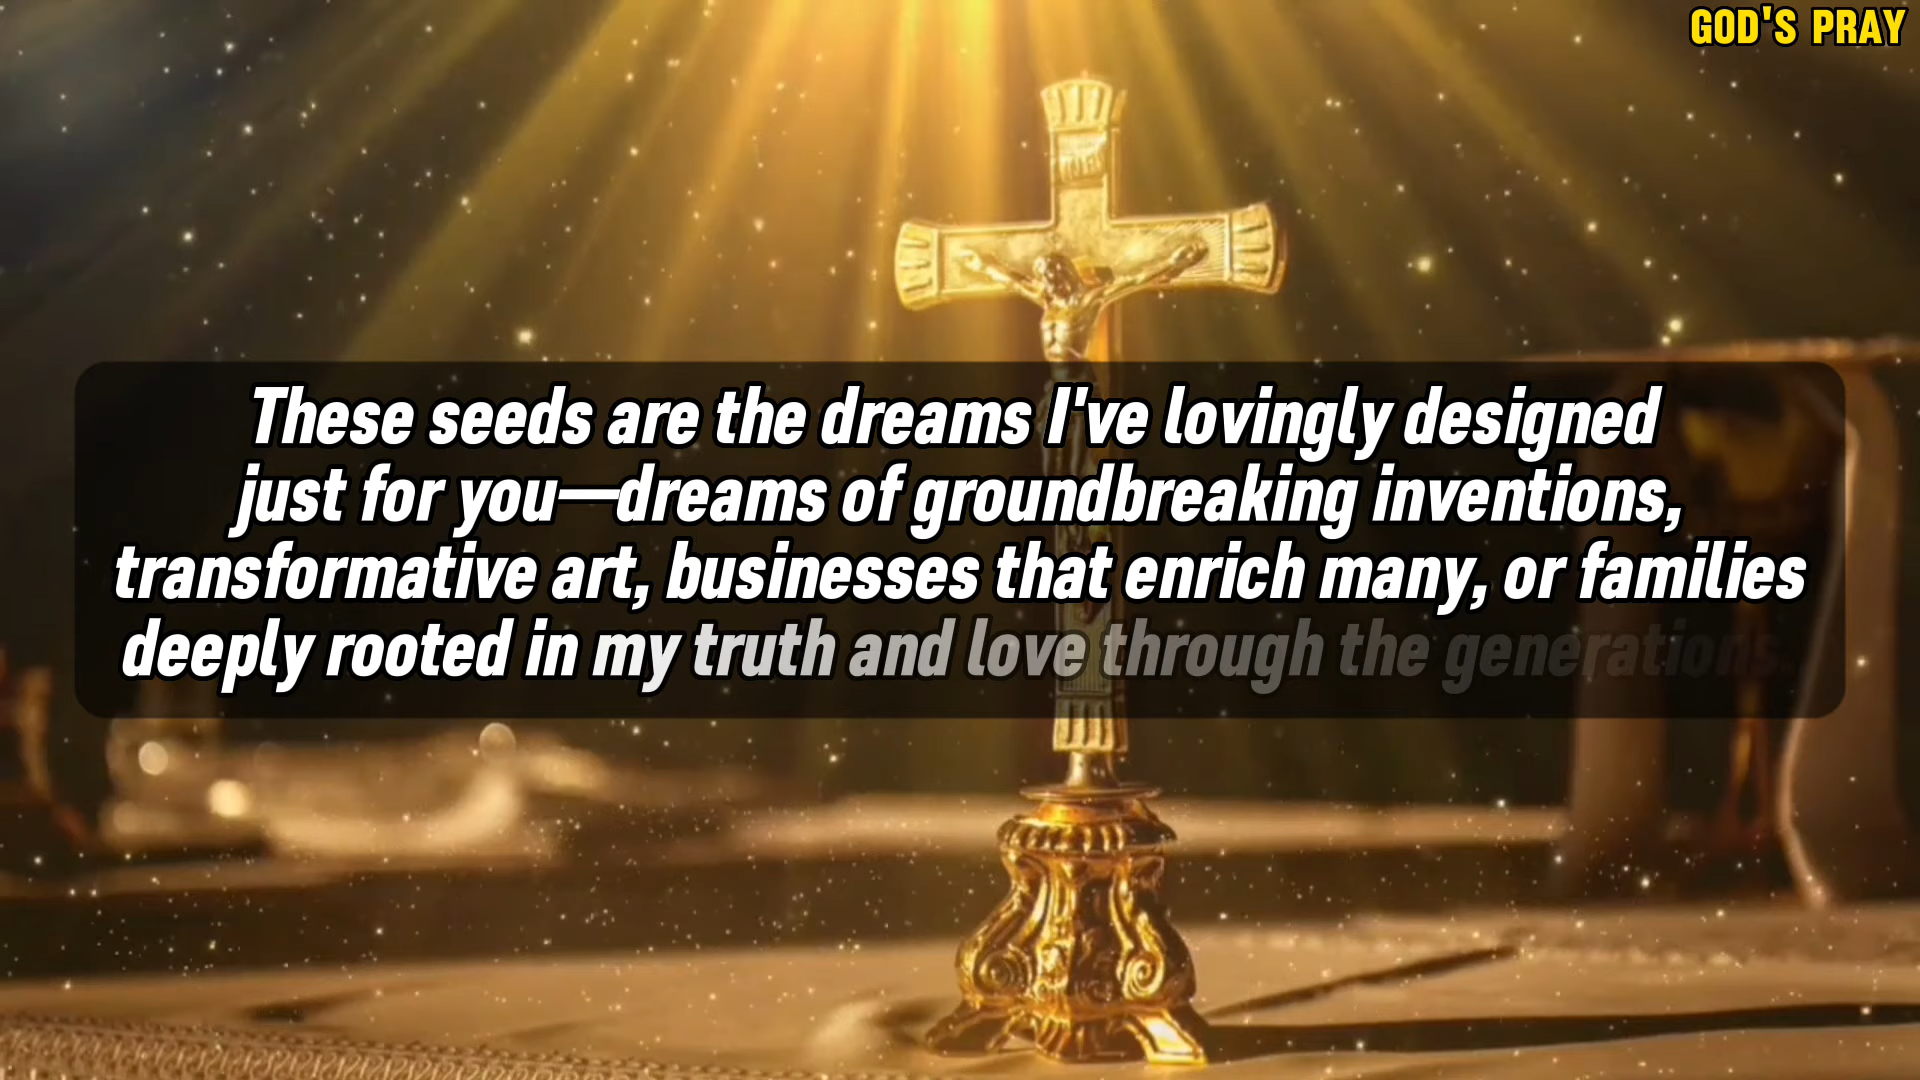 GOD'S PRAY
These seeds are the dreams I've lovingly designed
just for you—dreams of groundbreaking inventions,
transformative art, businesses that enrich many, or families
deeply rooted in my truth and love through the generations.